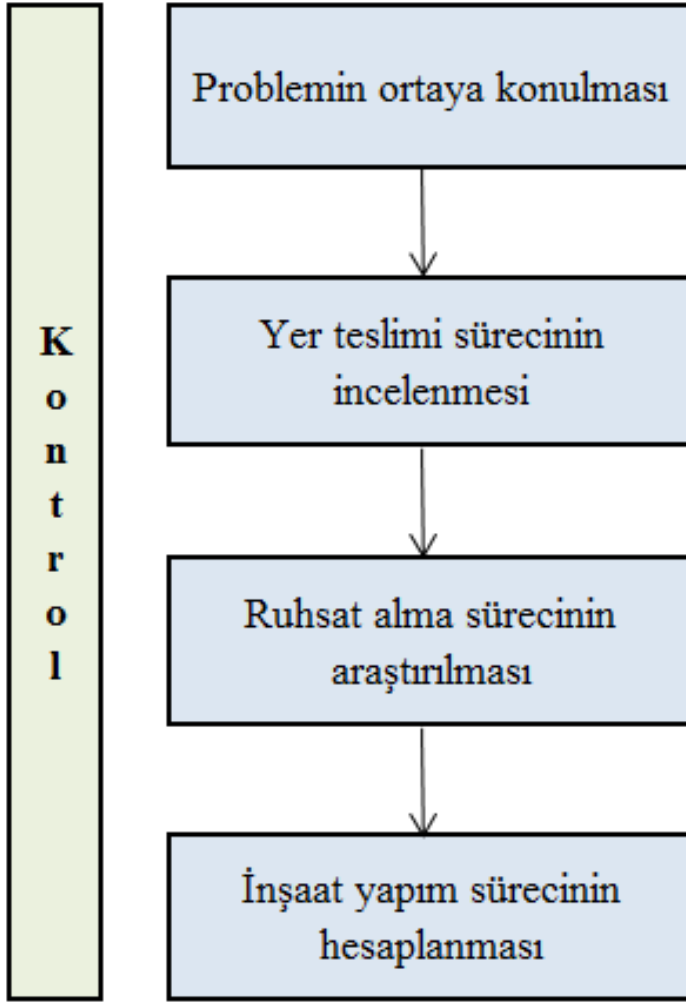 K
o
n
t
r
o
l
Problemin ortaya konulması
Yer teslimi sürecinin
incelenmesi
Ruhsat alma sürecinin
araştırılması
İnşaat yapım sürecinin
hesaplanması